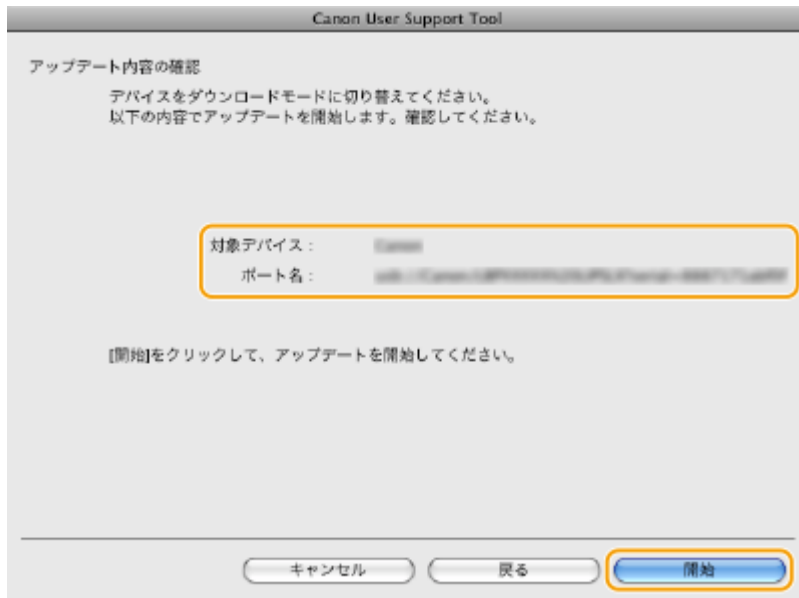 Canon User Support Tool
アップデート内容の確認
デバイスをダウンロードモードに切り替えてください。
以下の内容でアップデートを開始します。確認してください。
対象デバイス：
ポート名：
[開始]をクリックして、アップデートを開始してください。
キャンセル 戻る 開始